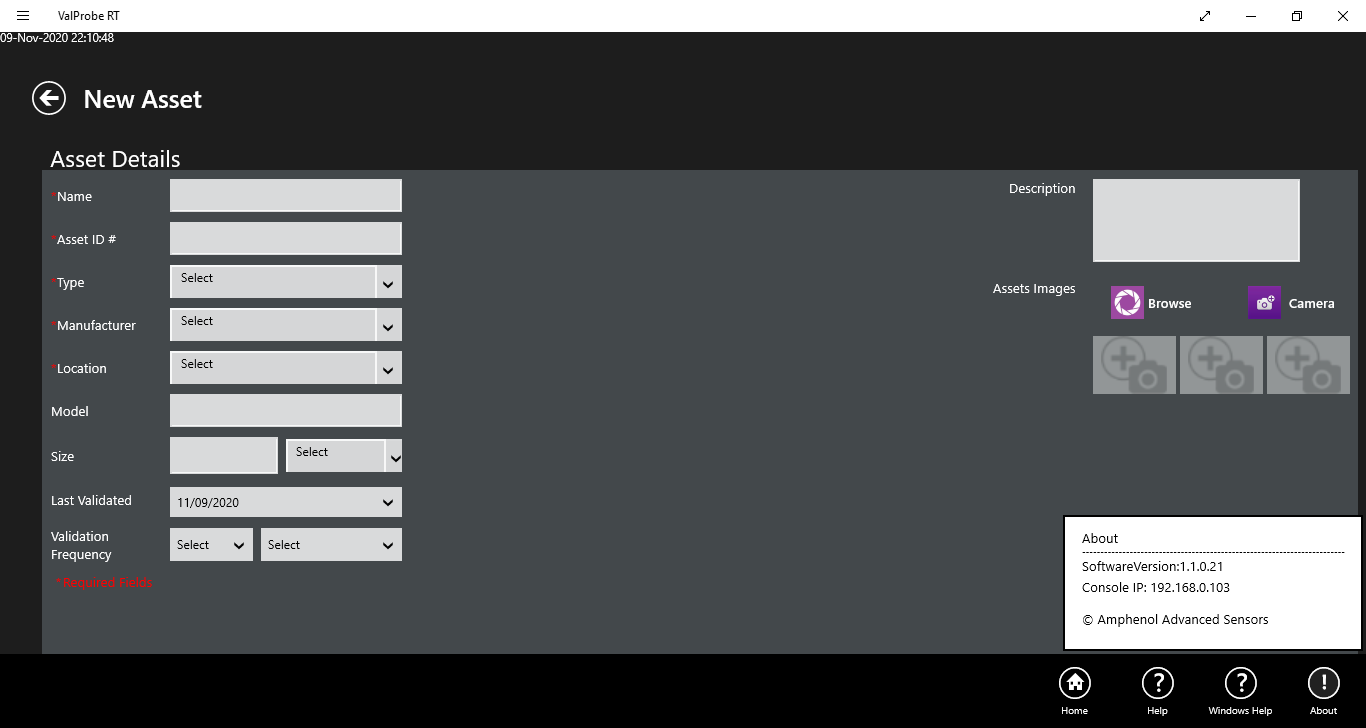 ValProbe RT
09-Nov-2020 22:10:48
New Asset
Asset Details
*Name
*Asset ID #
*Type
Select
*Manufacturer
Select
*Location
Select
Model
Size
Select
Last Validated
11/09/2020
Validation
Frequency
Select
Select
*Required Fields
Description
Assets Images
Browse
Camera
About
SoftwareVersion:1.1.0.21
Console IP: 192.168.0.103
© Amphenol Advanced Sensors
Home
Help
Windows Help
About